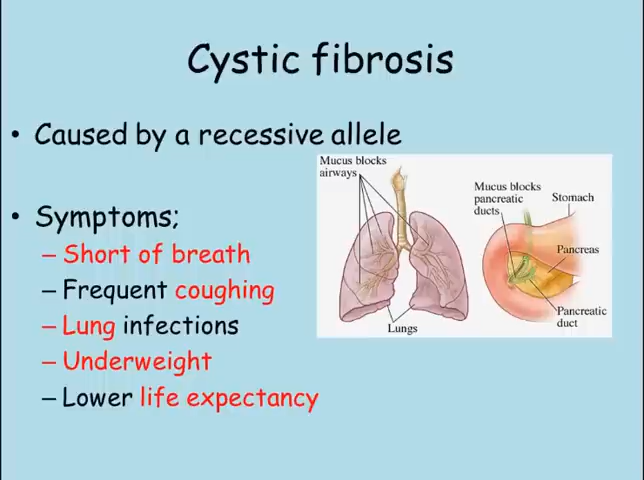 Cystic fibrosis
• Caused by a recessive allele
• Symptoms;
– Short of breath
– Frequent coughing
– Lung infections
– Underweight
– Lower life expectancy
Mucus blocks
airways
Lungs
Mucus blocks
pancreatic
ducts
Stomach
Pancreas
Pancreatic
duct